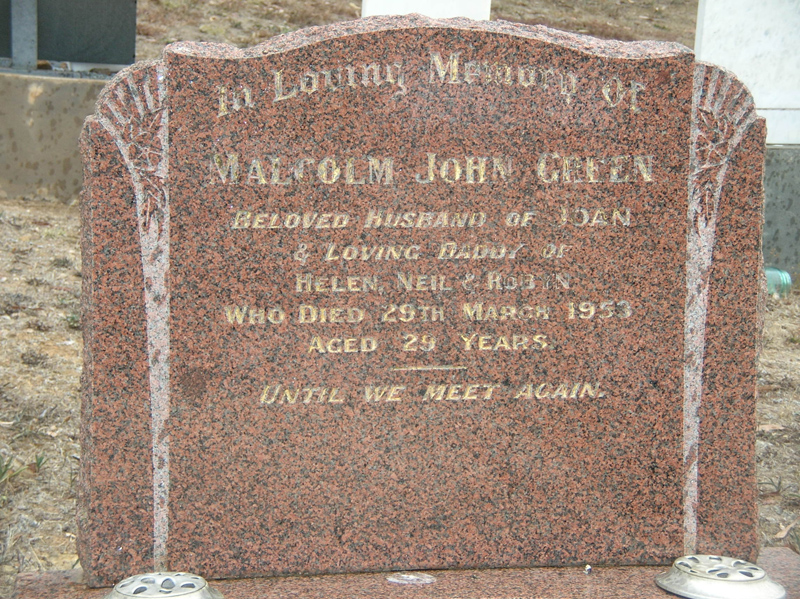 In Loving Memory Of
MALCOLM JOHN GREEN
BELOVED HUSBAND OF JOAN
& LOVING DADDY OF
HELEN, NEIL & ROBYN
WHO DIED 29TH MARCH 1953
AGED 29 YEARS.
UNTIL WE MEET AGAIN.